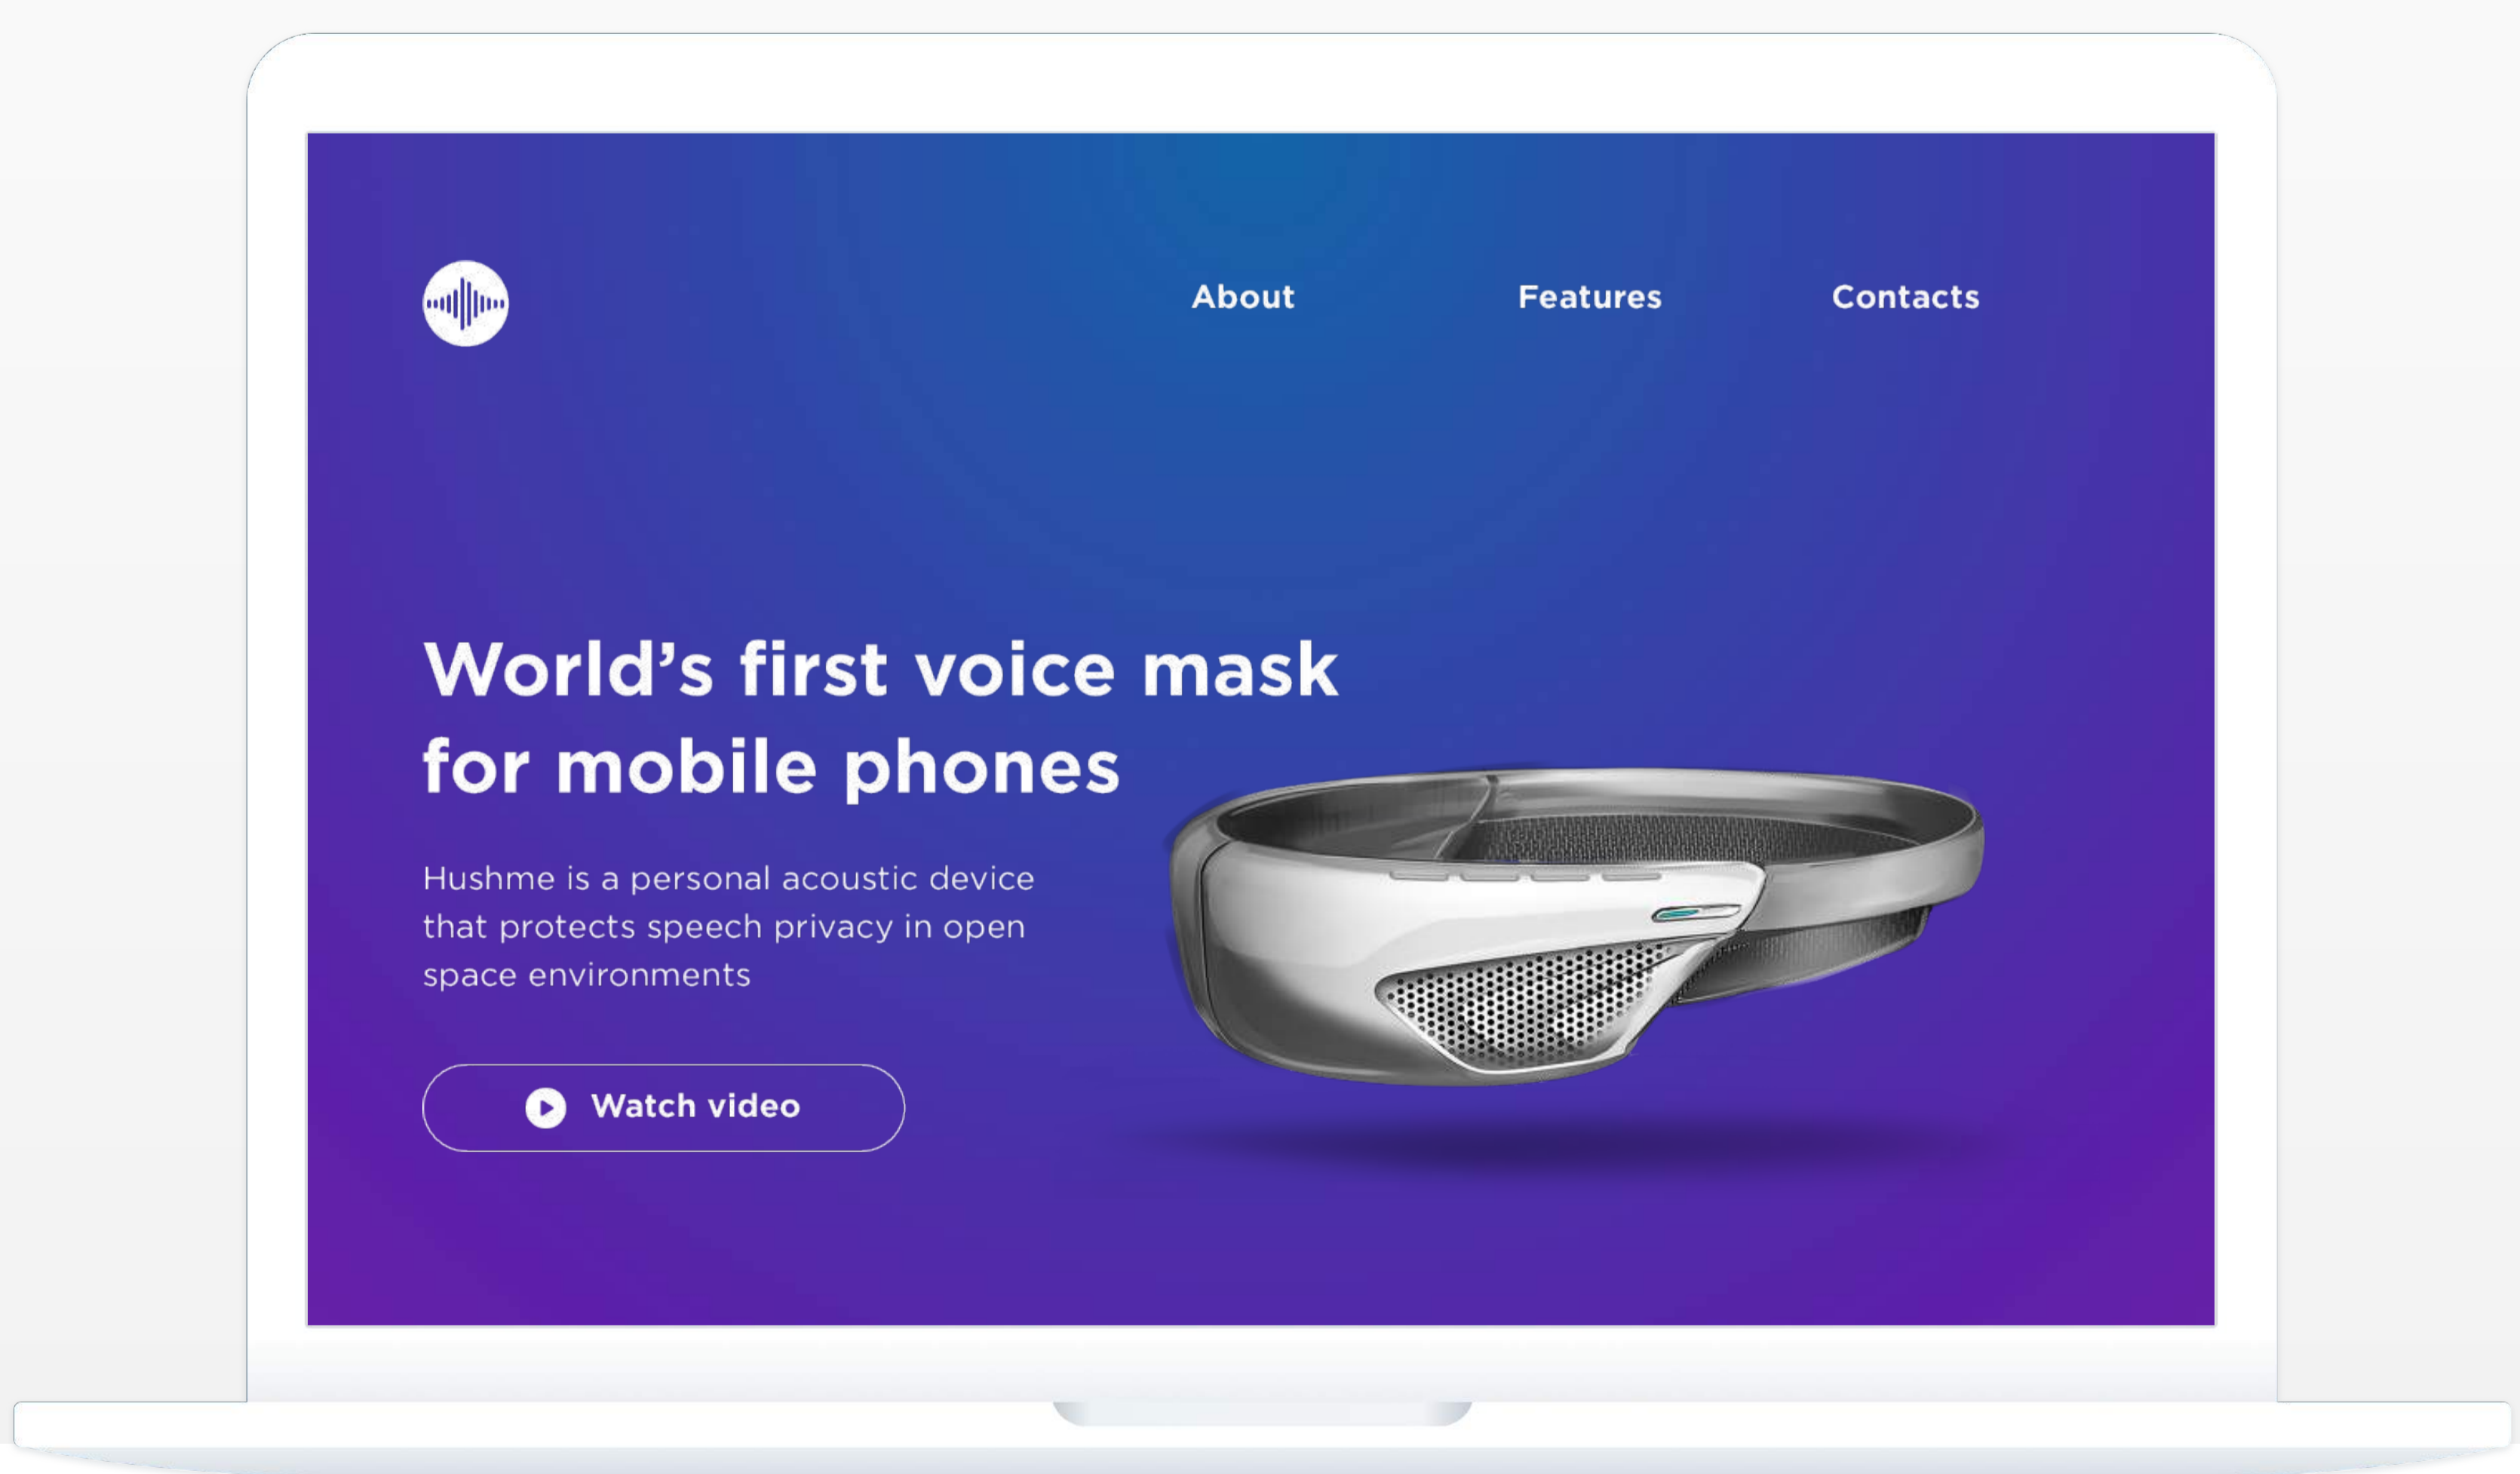 About
Features
Contacts
World’s first voice mask
for mobile phones
Hushme is a personal acoustic device
that protects speech privacy in open
space environments
Watch video